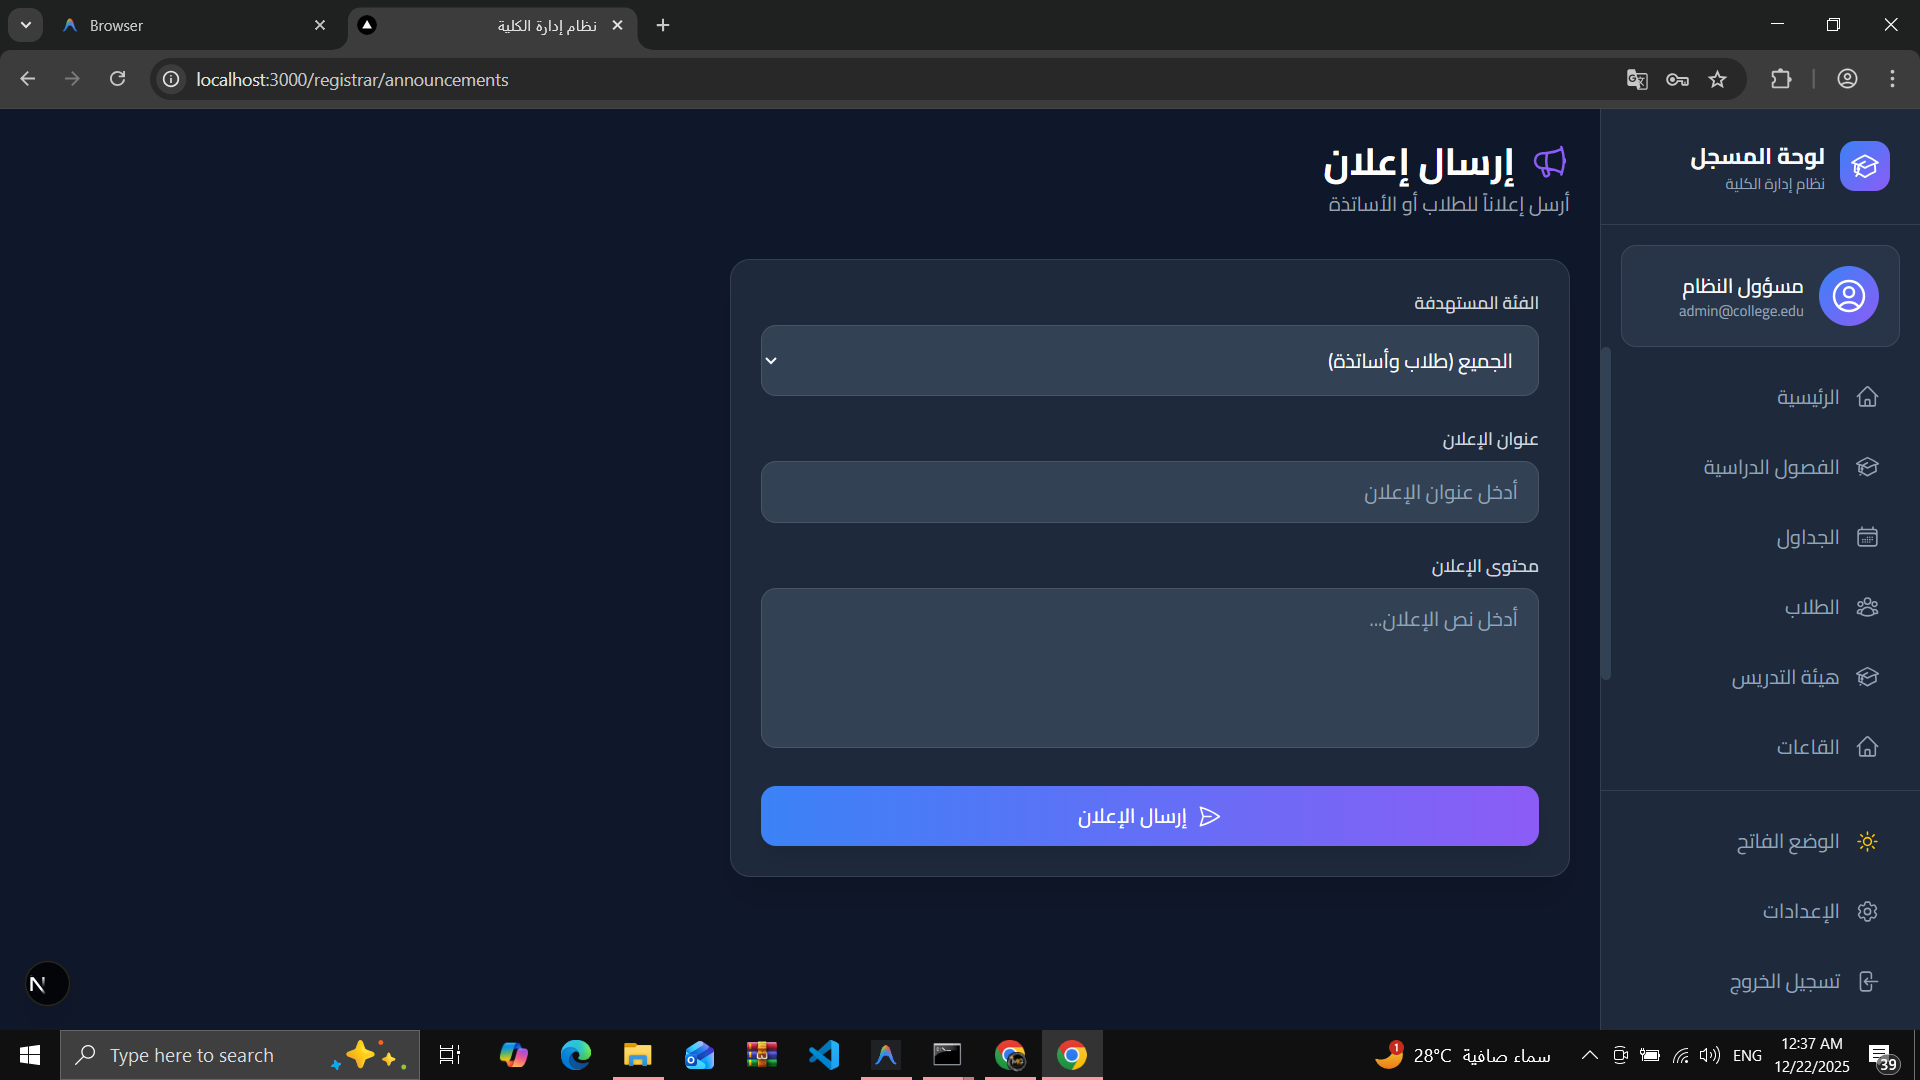 Browser
نظام إدارة الكلية
localhost:3000/registrar/announcements
لوحة المسجل
نظام إدارة الكلية
مسؤول النظام
admin@college.edu
الرئيسية
الفصول الدراسية
الجداول
الطلاب
هيئة التدريس
القاعات
الوضع الفاتح
الإعدادات
تسجيل الخروج
إرسال إعلان
أرسل إعلاناً للطلاب أو الأساتذة
الفئة المستهدفة
الجميع (طلاب وأساتذة)
عنوان الإعلان
أدخل عنوان الإعلان
محتوى الإعلان
أدخل نص الإعلان...
إرسال الإعلان
N
Type here to search
1
28°C سماء صافية
ENG
12:37 AM
12/22/2025
39